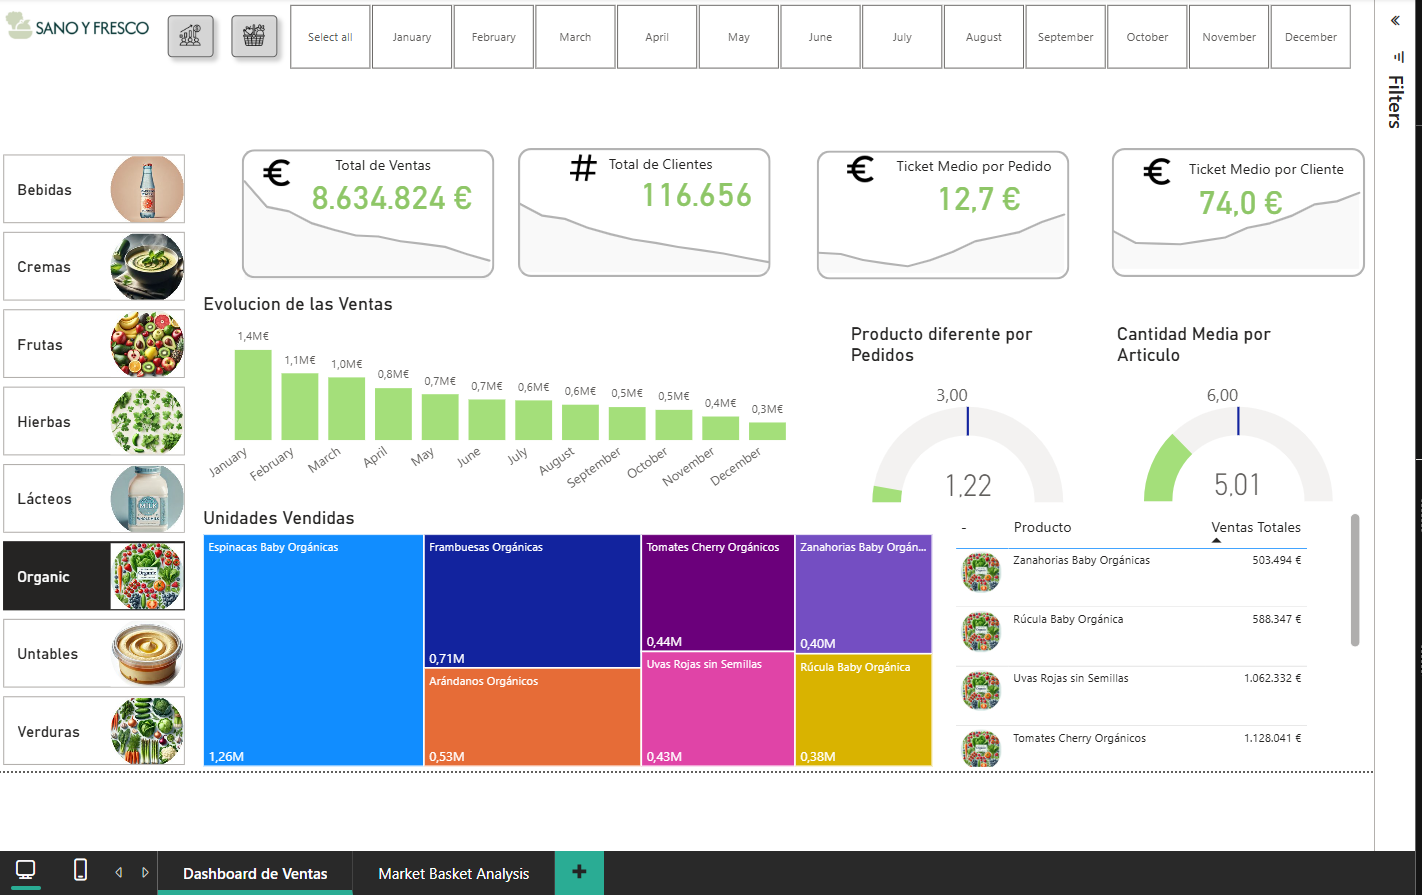 SANO Y FRESCO
Select all
January
February
March
April
May
June
July
August
September
October
November
December
Filters
Bebidas
Cremas
Frutas
Hierbas
Lácteos
Organic
Untables
Verduras
€
Total de Ventas
8.634.824 €
#
Total de Clientes
116.656
€
Ticket Medio por Pedido
12,7 €
€
Ticket Medio por Cliente
74,0 €
Evolucion de las Ventas
1,4M€
1,1M€
1,0M€
0,8M€
0,7M€
0,7M€
0,6M€
0,6M€
0,5M€
0,5M€
0,4M€
0,3M€
January
February
March
April
May
June
July
August
September
October
November
December
Producto diferente por
Pedidos
3,00
1,22
Cantidad Media por
Articulo
6,00
5,01
Unidades Vendidas
Espinacas Baby Orgánicas
1,26M
Frambuesas Orgánicas
0,71M
Arándanos Orgánicos
0,53M
Tomates Cherry Orgánicos
0,44M
Uvas Rojas sin Semillas
0,43M
Zanahorias Baby Orgán...
0,40M
Rúcula Baby Orgánica
0,38M
- Producto Ventas Totales
Zanahorias Baby Orgánicas 503.494 €
Rúcula Baby Orgánica 588.347 €
Uvas Rojas sin Semillas 1.062.332 €
Tomates Cherry Orgánicos 1.128.041 €
Dashboard de Ventas
Market Basket Analysis
+